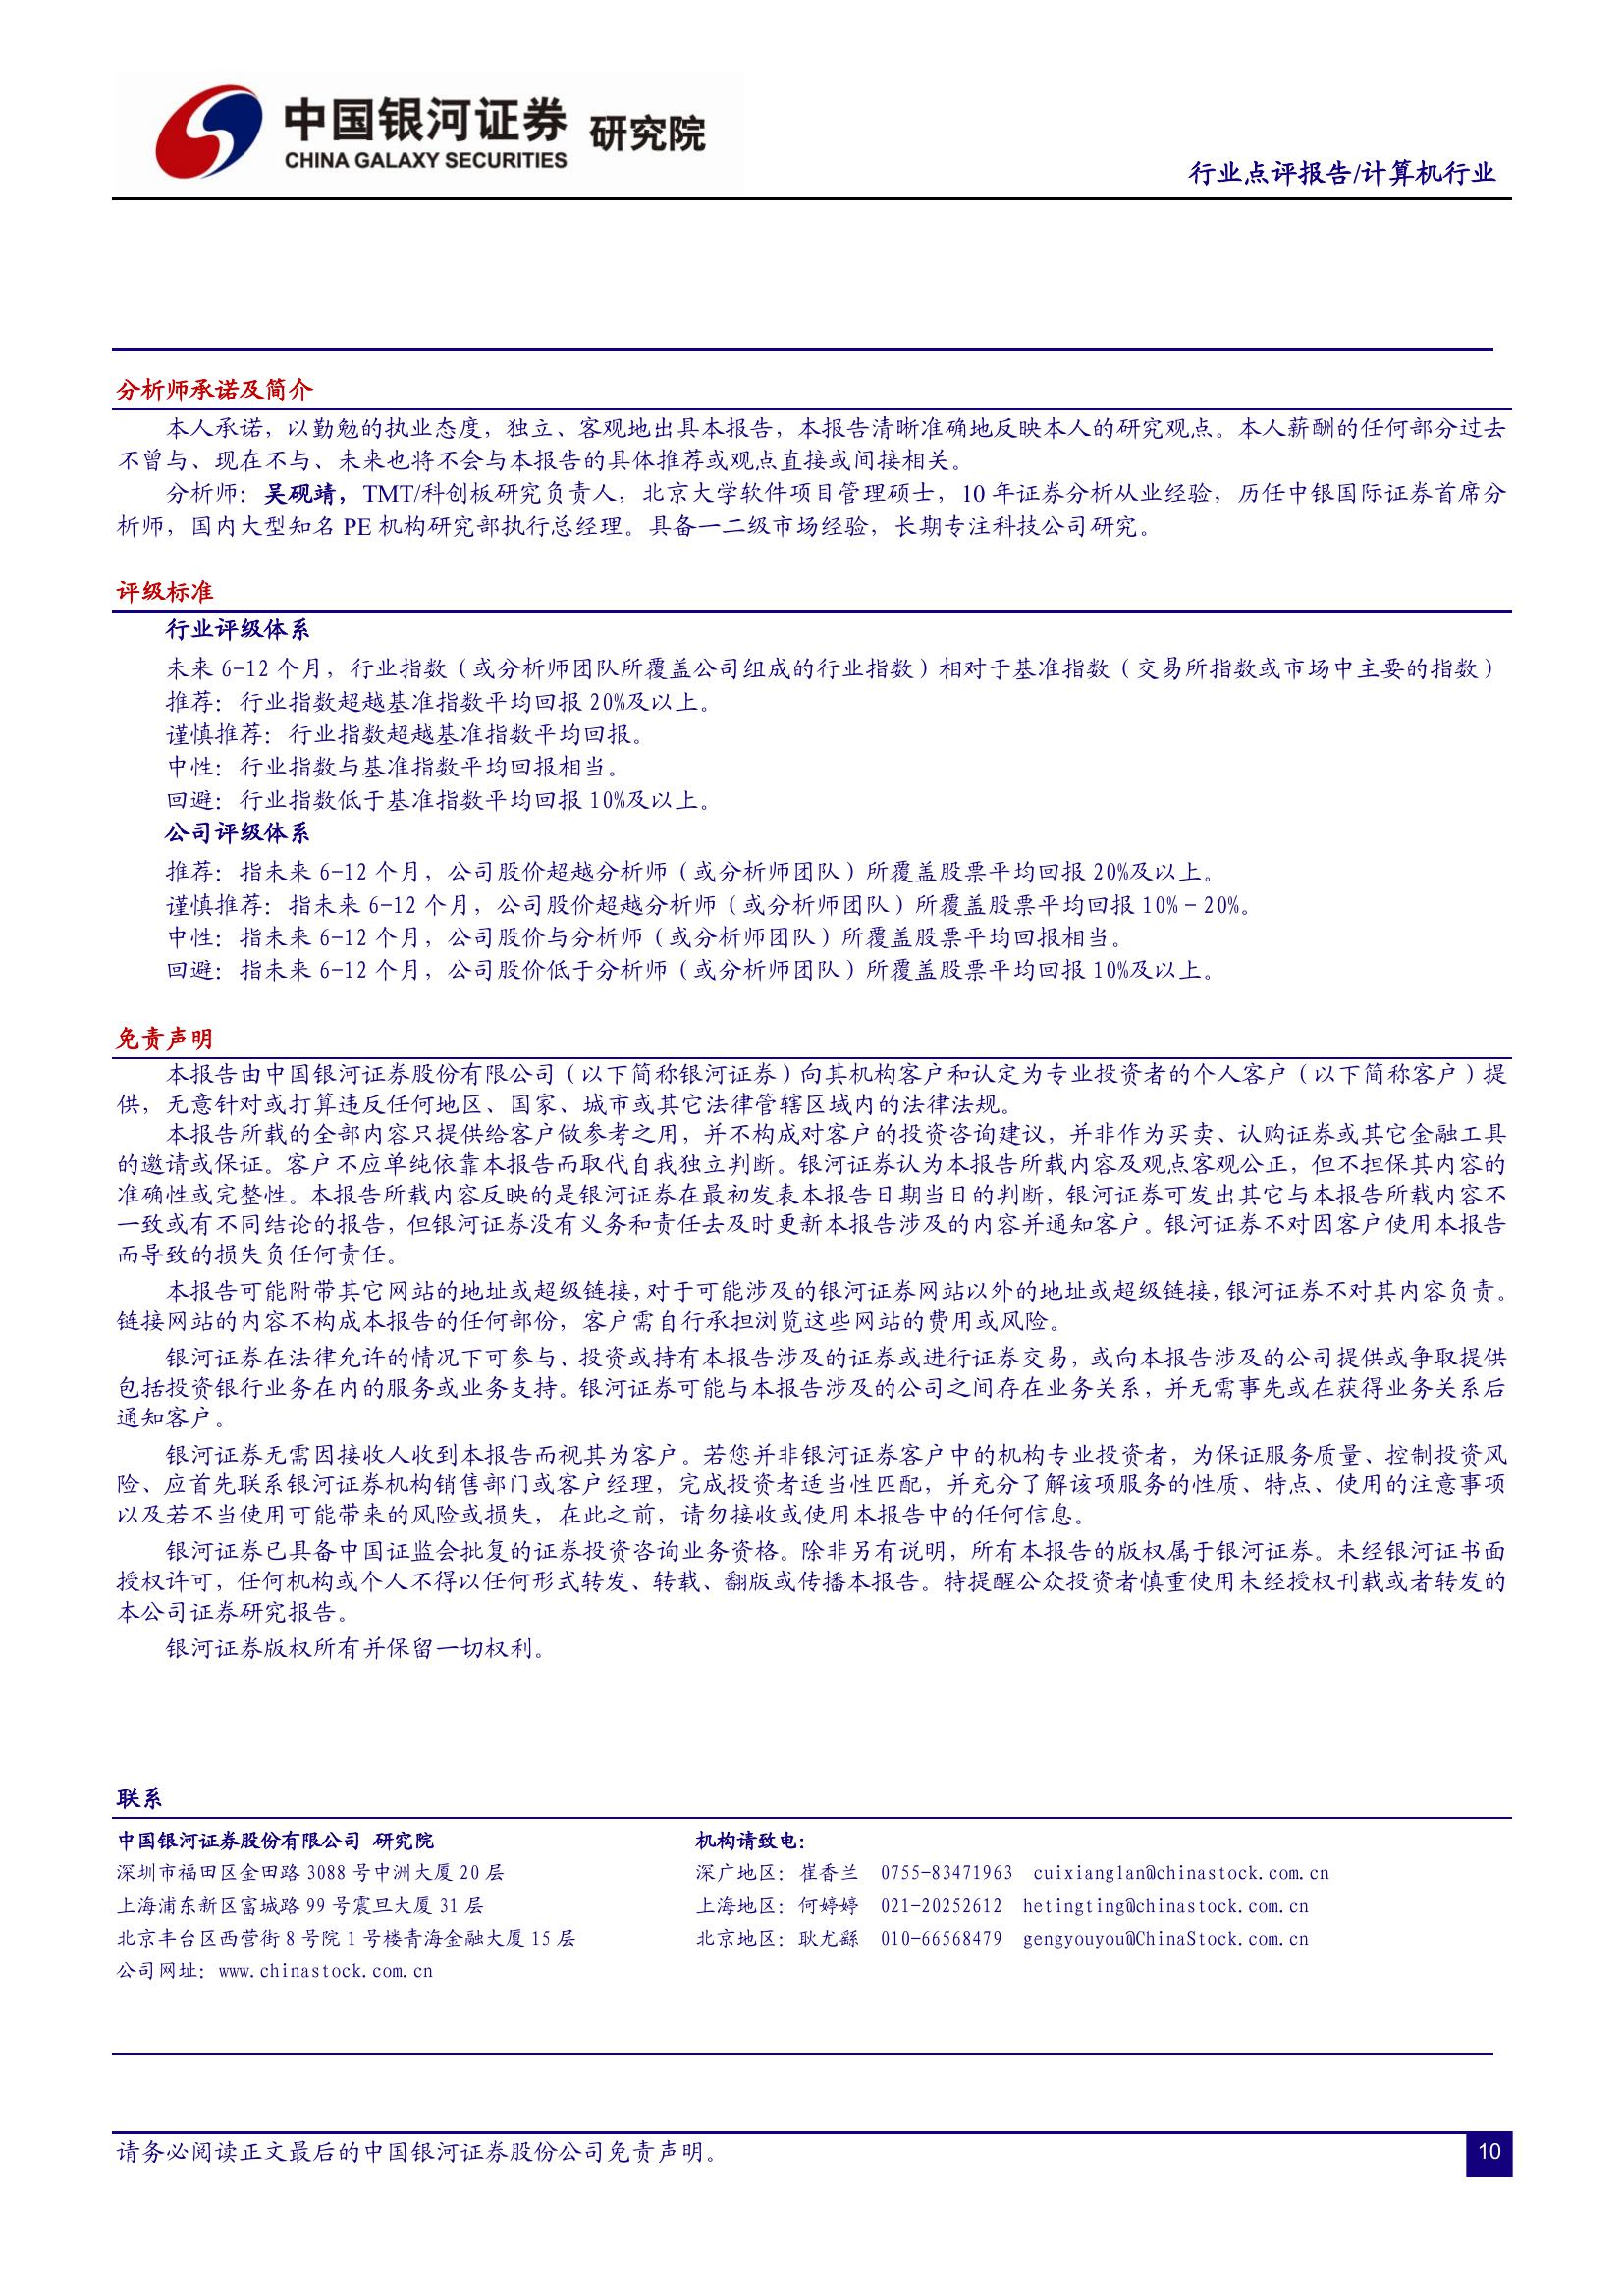 中国银河证券 研究院
CHINA GALAXY SECURITIES
行业点评报告/计算机行业
分析师承诺及简介
本人承诺，以勤勉的执业态度，独立、客观地出具本报告，本报告清晰准确地反映本人的研究观点。本人薪酬的任何部分过去
不曾与、现在不与、未来也将不会与本报告的具体推荐或观点直接或间接相关。
分析师：吴砚靖，TMT/科创板研究负责人，北京大学软件项目管理硕士，10 年证券分析从业经验，历任中银国际证券首席分
析师，国内大型知名 PE 机构研究部执行总经理。具备一二级市场经验，长期专注科技公司研究。
评级标准
行业评级体系
未来 6-12 个月，行业指数（或分析师团队所覆盖公司组成的行业指数）相对于基准指数（交易所指数或市场中主要的指数）
推荐：行业指数超越基准指数平均回报 20%及以上。
谨慎推荐：行业指数超越基准指数平均回报。
中性：行业指数与基准指数平均回报相当。
回避：行业指数低于基准指数平均回报 10%及以上。
公司评级体系
推荐：指未来 6-12 个月，公司股价超越分析师（或分析师团队）所覆盖股票平均回报 20%及以上。
谨慎推荐：指未来 6-12 个月，公司股价超越分析师（或分析师团队）所覆盖股票平均回报 10%－20%。
中性：指未来 6-12 个月，公司股价与分析师（或分析师团队）所覆盖股票平均回报相当。
回避：指未来 6-12 个月，公司股价低于分析师（或分析师团队）所覆盖股票平均回报 10%及以上。
免责声明
本报告由中国银河证券股份有限公司（以下简称银河证券）向其机构客户和认定为专业投资者的个人客户（以下简称客户）提
供，无意针对或打算违反任何地区、国家、城市或其它法律管辖区域内的法律法规。
本报告所载的全部内容只提供给客户做参考之用，并不构成对客户的投资咨询建议，并非作为买卖、认购证券或其它金融工具
的邀请或保证。客户不应单纯依靠本报告而取代自我独立判断。银河证券认为本报告所载内容及观点客观公正，但不担保其内容的
准确性或完整性。本报告所载内容反映的是银河证券在最初发表本报告日期当日的判断，银河证券可发出其它与本报告所载内容不
一致或有不同结论的报告，但银河证券没有义务和责任去及时更新本报告涉及的内容并通知客户。银河证券不对因客户使用本报告
而导致的损失负任何责任。
本报告可能附带其它网站的地址或超级链接，对于可能涉及的银河证券网站以外的地址或超级链接，银河证券不对其内容负责。
链接网站的内容不构成本报告的任何部份，客户需自行承担浏览这些网站的费用或风险。
银河证券在法律允许的情况下可参与、投资或持有本报告涉及的证券或进行证券交易，或向本报告涉及的公司提供或争取提供
包括投资银行业务在内的服务或业务支持。银河证券可能与本报告涉及的公司之间存在业务关系，并无需事先或在获得业务关系后
通知客户。
银河证券无需因接收人收到本报告而视其为客户。若您并非银河证券客户中的机构专业投资者，为保证服务质量、控制投资风
险、应首先联系银河证券机构销售部门或客户经理，完成投资者适当性匹配，并充分了解该项服务的性质、特点、使用的注意事项
以及若不当使用可能带来的风险或损失，在此之前，请勿接收或使用本报告中的任何信息。
银河证券已具备中国证监会批复的证券投资咨询业务资格。除非另有说明，所有本报告的版权属于银河证券。未经银河证书面
授权许可，任何机构或个人不得以任何形式转发、转载、翻版或传播本报告。特提醒公众投资者慎重使用未经授权刊载或者转发的
本公司证券研究报告。
银河证券版权所有并保留一切权利。
联系
中国银河证券股份有限公司 研究院 机构请致电：
深圳市福田区金田路 3088 号中洲大厦 20 层 深广地区：崔香兰 0755-83471963 cuixianglan@chinastock.com.cn
上海浦东新区富城路 99 号震旦大厦 31 层 上海地区：何婷婷 021-20252612 hetingting@chinastock.com.cn
北京丰台区西营街 8 号院 1 号楼青海金融大厦 15 层 北京地区：耿尤繇 010-66568479 gengyouyou@ChinaStock.com.cn
公司网址：www.chinastock.com.cn
请务必阅读正文最后的中国银河证券股份公司免责声明。 10